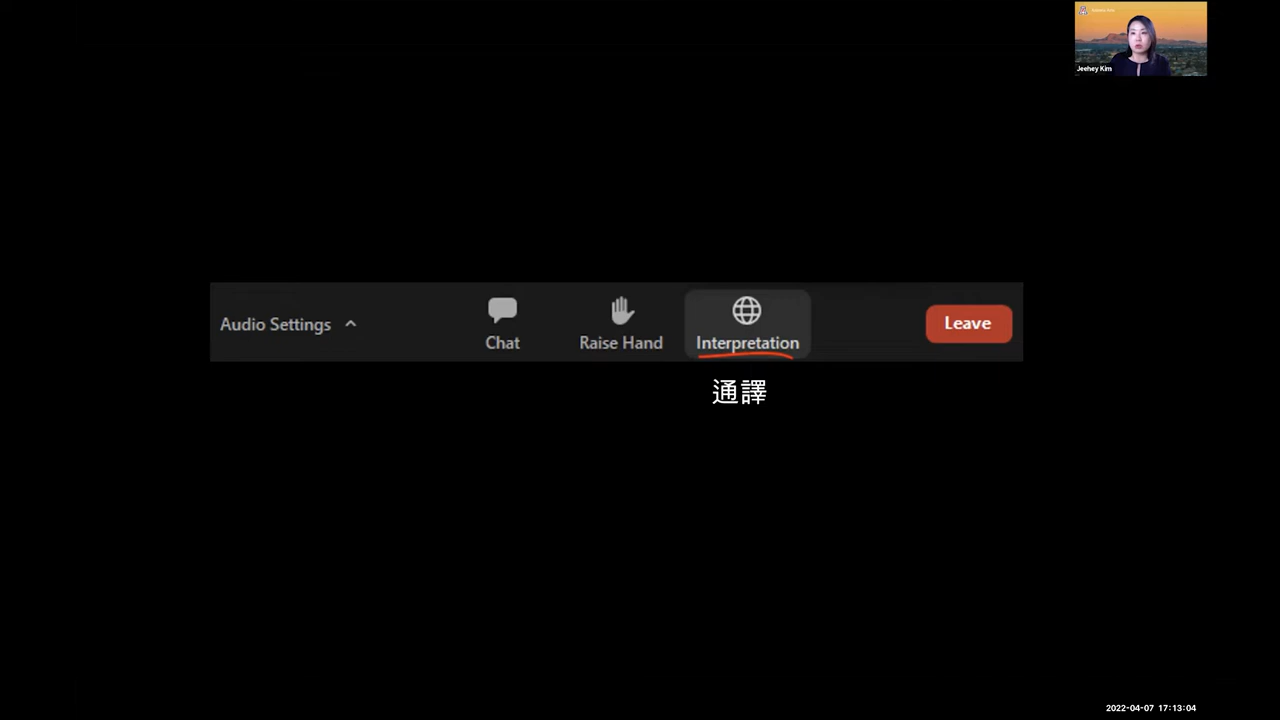 Jeehey Kim
Audio Settings
Chat
Raise Hand
Interpretation
Leave
通譯
2022-04-07 17:13:04